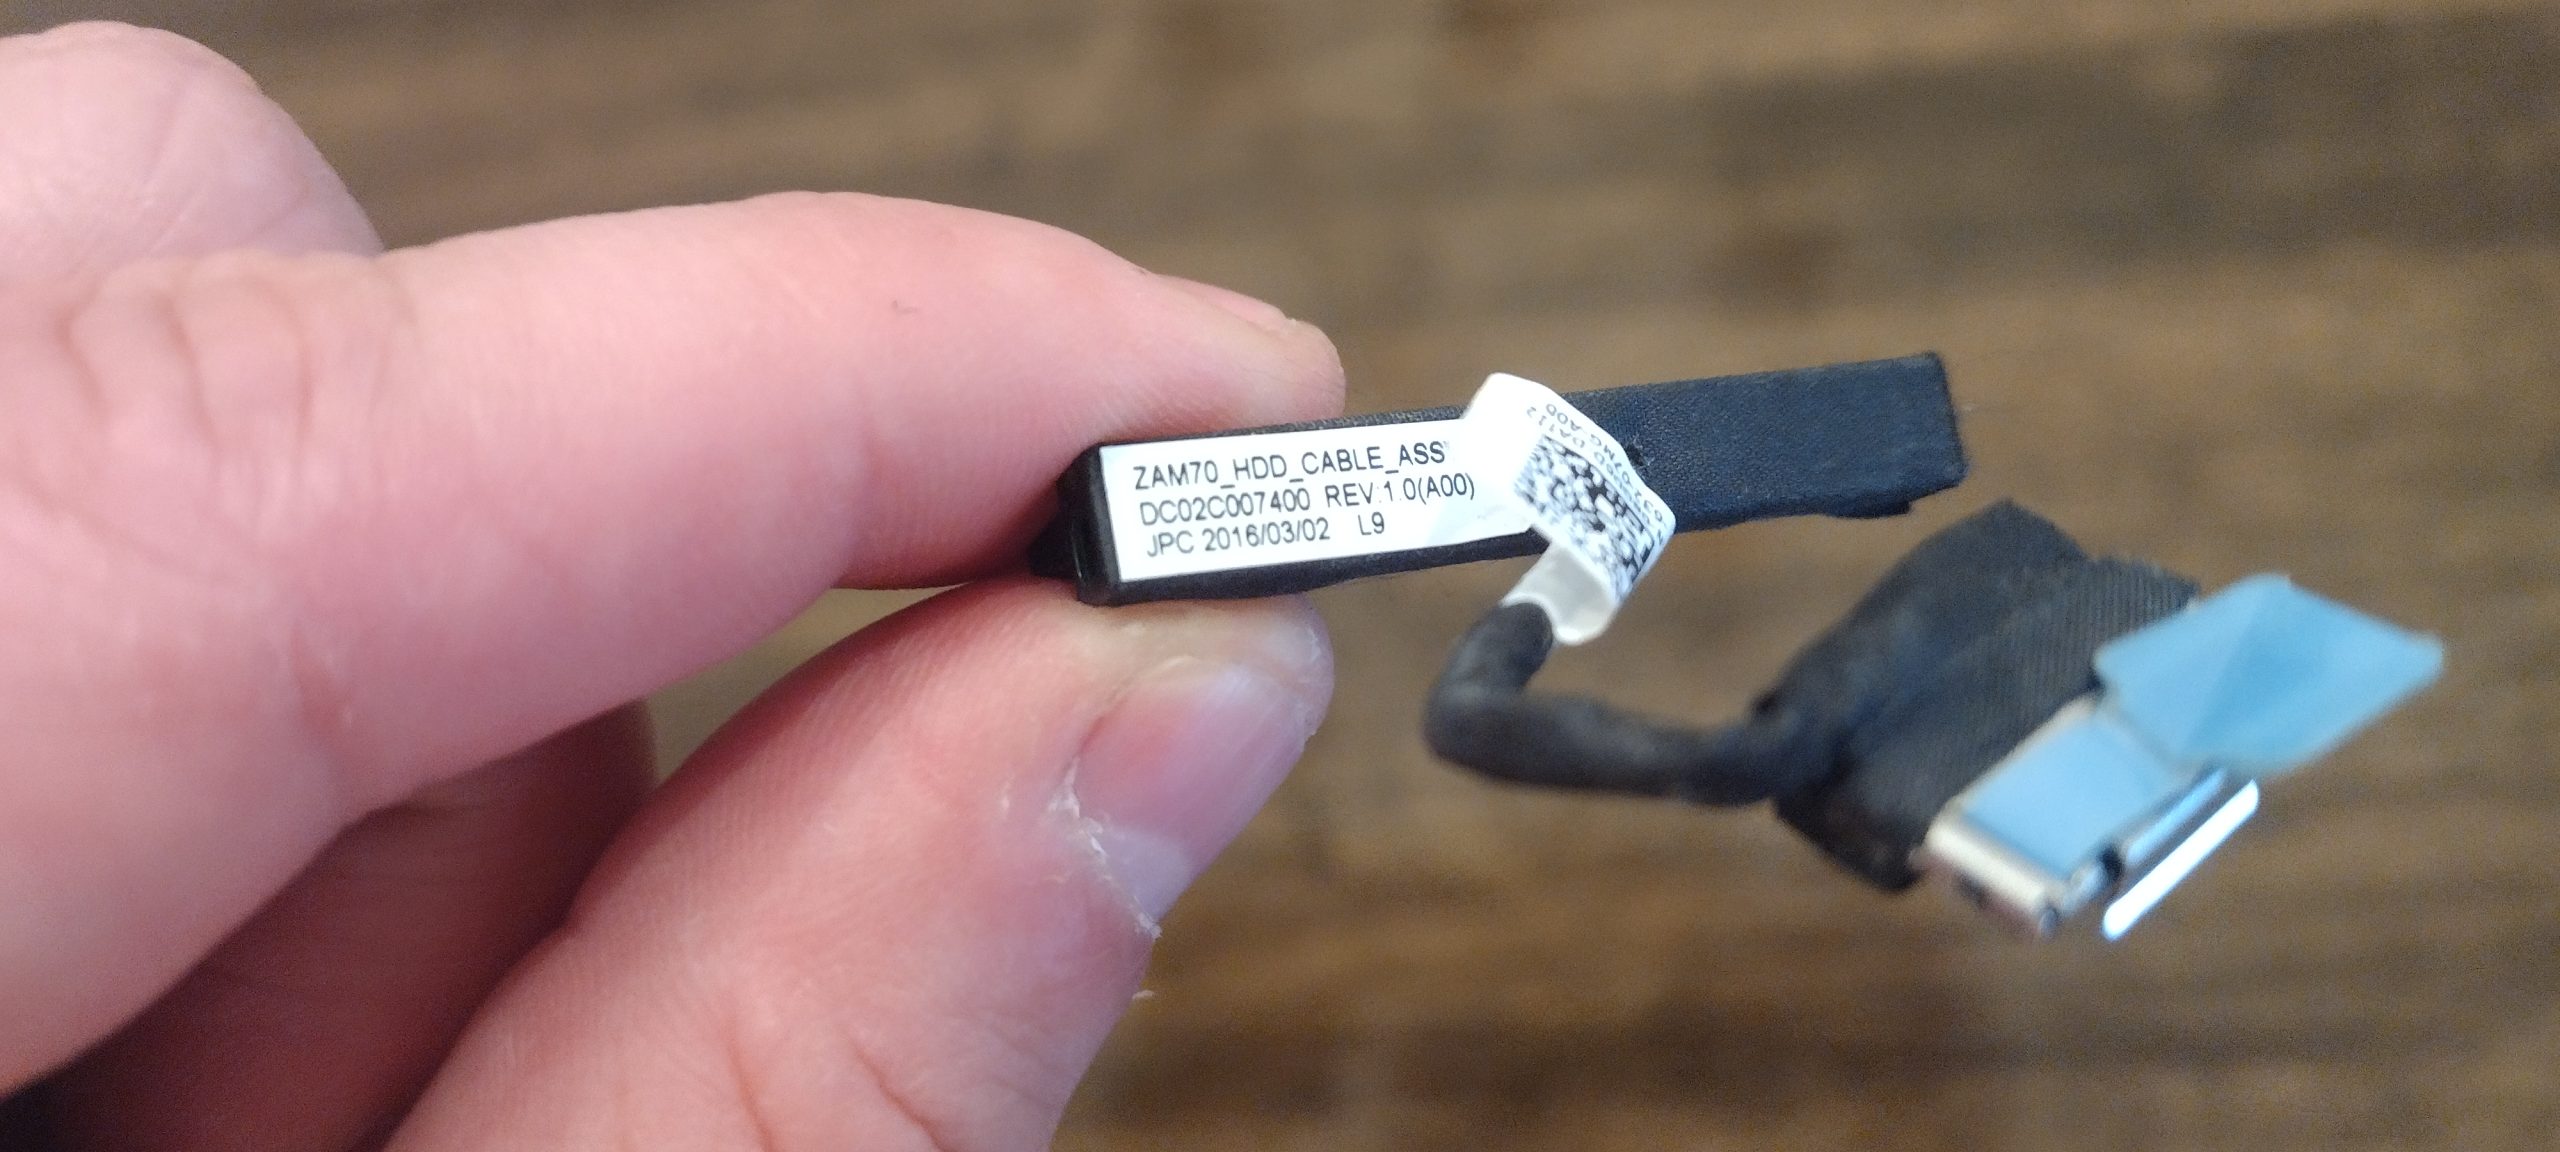 ZAM70_HDD_CABLE_ASS
DC02C007400 REV:1.0(A00)
JPC 2016/03/02 L9